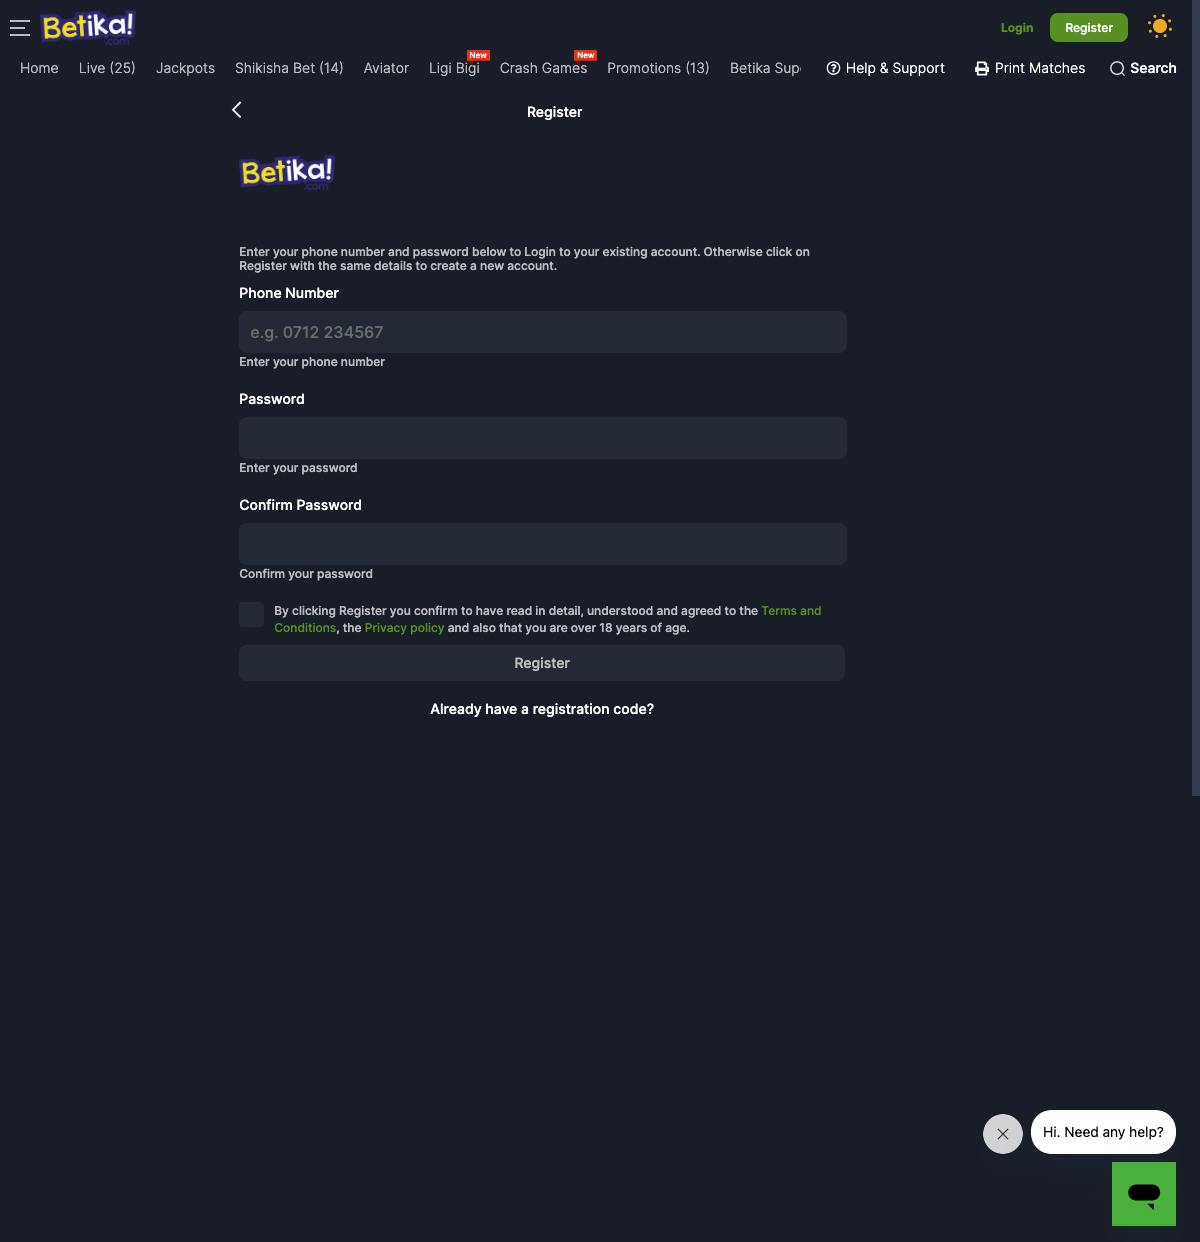 Betika!
.com
Login
Register
Home
Live (25)
Jackpots
Shikisha Bet (14)
Aviator
Ligi Bigi
New
Crash Games
New
Promotions (13)
Betika Sup
Help & Support
Print Matches
Search
Register
Betika!
.com
Enter your phone number and password below to Login to your existing account. Otherwise click on
Register with the same details to create a new account.
Phone Number
e.g. 0712 234567
Enter your phone number
Password
Enter your password
Confirm Password
Confirm your password
By clicking Register you confirm to have read in detail, understood and agreed to the Terms and
Conditions, the Privacy policy and also that you are over 18 years of age.
Register
Already have a registration code?
Hi. Need any help?